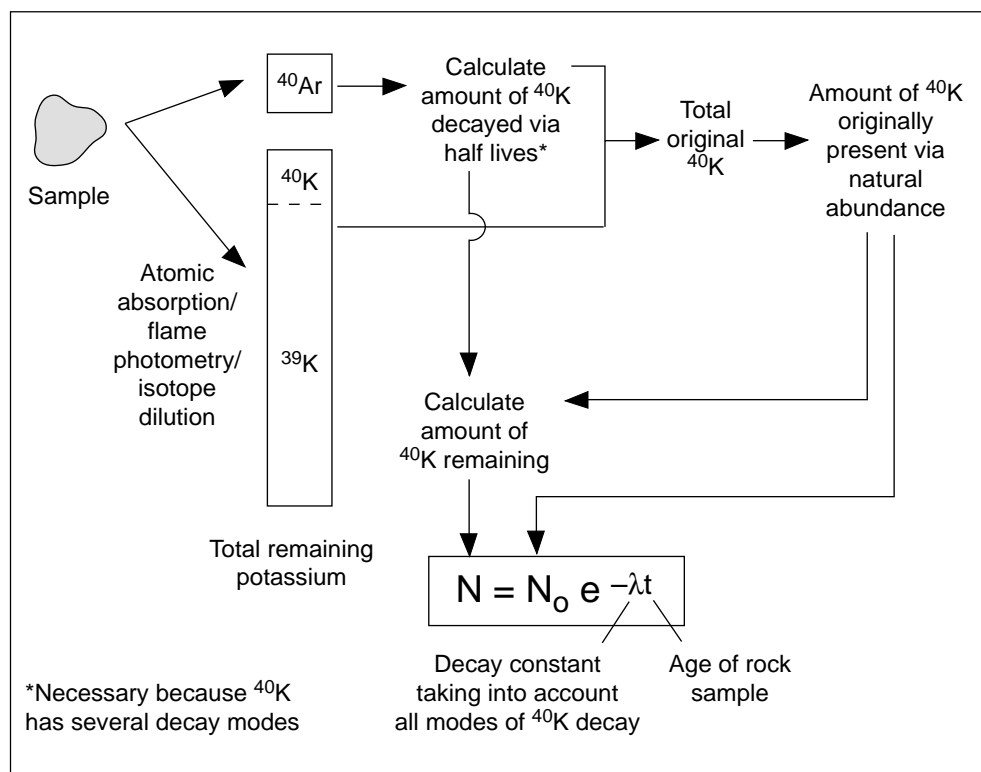 Sample
⁴⁰Ar
Calculate
amount of ⁴⁰K
decayed via
half lives*
Total
original
⁴⁰K
Amount of ⁴⁰K
originally
present via
natural
abundance
⁴⁰K
³⁹K
Atomic
absorption/
flame
photometry/
isotope
dilution
Total remaining
potassium
Calculate
amount of
⁴⁰K remaining
N = Nₒ e ⁻λt
Decay constant
taking into account
all modes of ⁴⁰K decay
Age of rock
sample
*Necessary because ⁴⁰K
has several decay modes